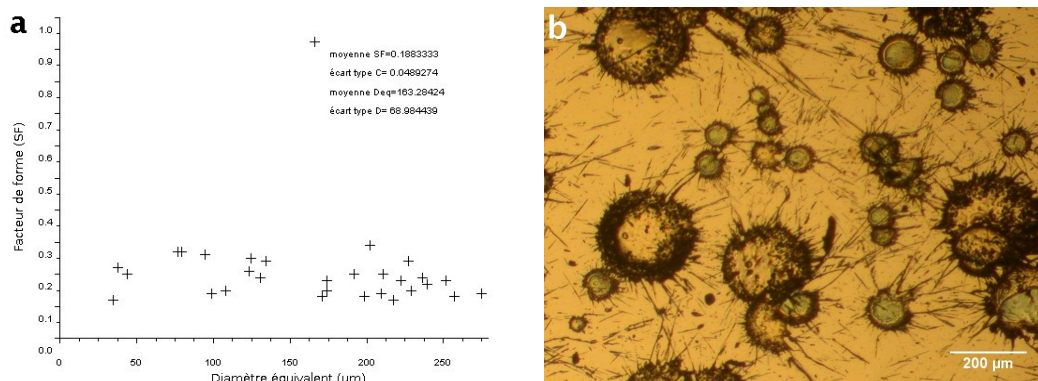 a
1.0
0.9
0.8
0.7
0.6
0.5
0.4
0.3
0.2
0.1
0.0
Facteur de forme (SF)
moyenne SF=0.1883333
écart type C= 0.0489274
moyenne Deq=163.28424
écart type D= 68.984439
0
50
100
150
200
250
Diamètre équivalent (µm)
b
200 µm